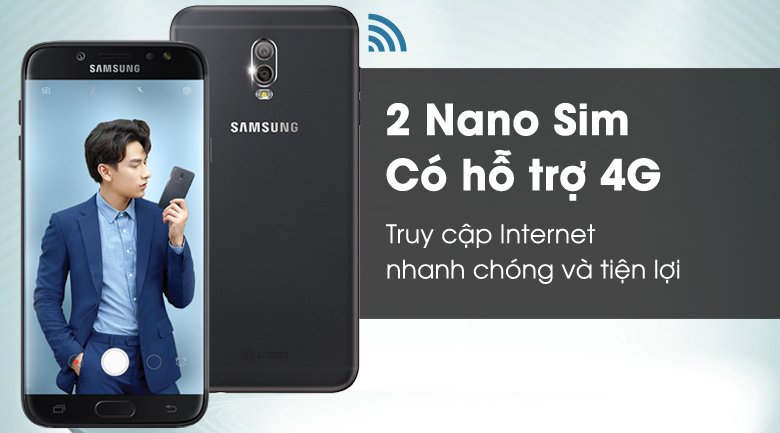 SAMSUNG
SAMSUNG
2 Nano Sim
Có hỗ trợ 4G
Truy cập Internet
nhanh chóng và tiện lợi